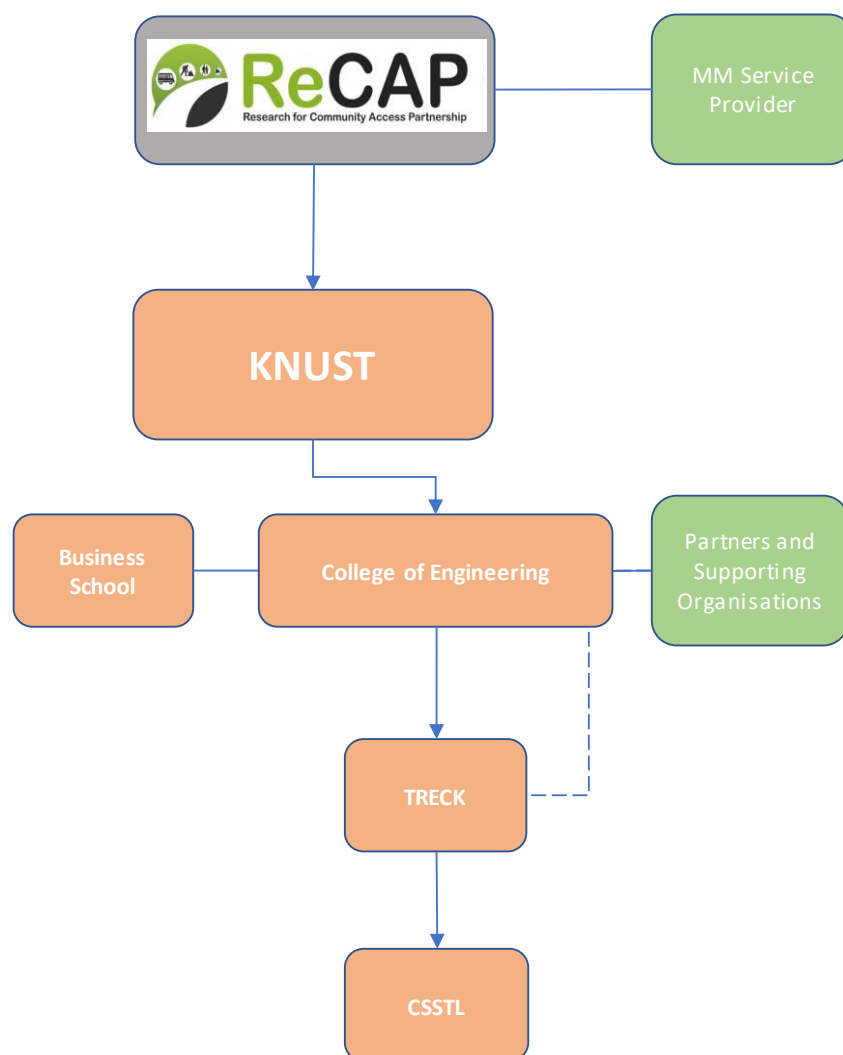 ReCAP
Research for Community Access Partnership
MM Service
Provider
KNUST
Business
School
College of Engineering
Partners and
Supporting
Organisations
TRECK
CSSTL